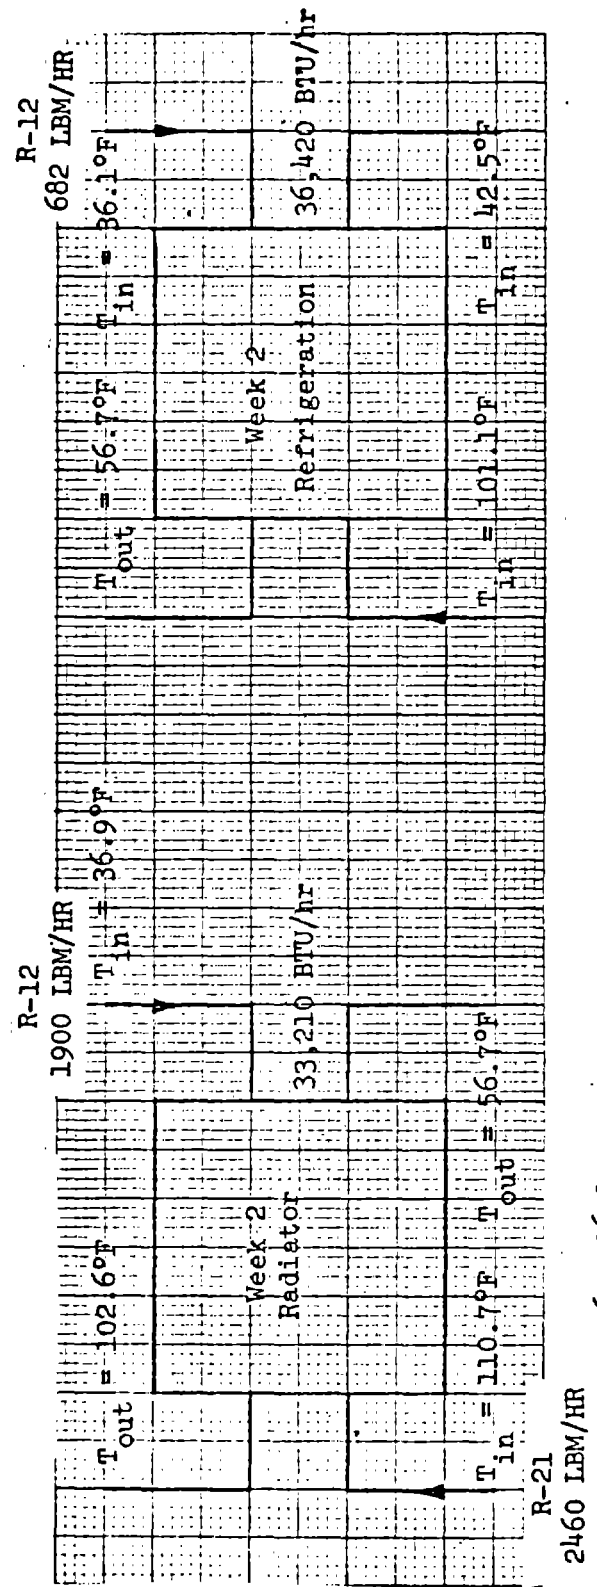 R-12
1900 LBM/HR
T_out = 102.6°F
T_in = 36.9°F
Week 2
Radiator
33,210 BTU/hr
T_in = 110.7°F
T_out = 56.7°F
R-21
2460 LBM/HR
R-12
682 LBM/HR
T_out = 56.7°F
T_in = 36.1°F
Week 2
Refrigeration
36,420 BTU/hr
T_in = 101.1°F
T_in = 42.5°F